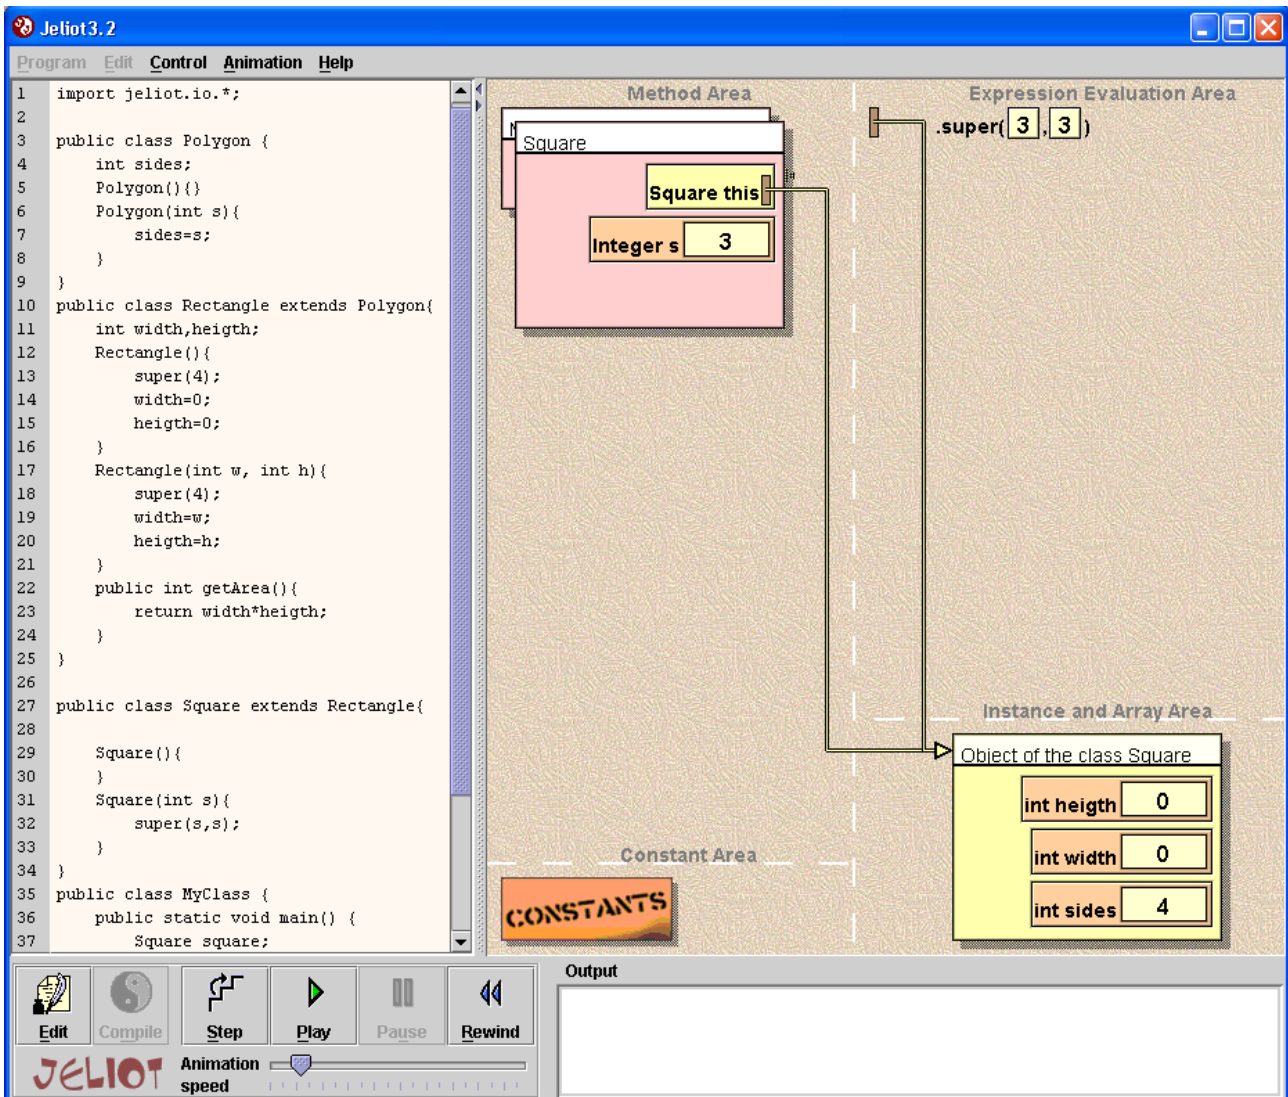 Jeliot3.2
Program Edit Control Animation Help
1 import jeliot.io.*;
2
3 public class Polygon {
4     int sides;
5     Polygon(){}
6     Polygon(int s){
7         sides=s;
8     }
9 }
10 public class Rectangle extends Polygon{
11     int width,heigth;
12     Rectangle(){
13         super(4);
14         width=0;
15         heigth=0;
16     }
17     Rectangle(int w, int h){
18         super(4);
19         width=w;
20         heigth=h;
21     }
22     public int getArea(){
23         return width*heigth;
24     }
25 }
26
27 public class Square extends Rectangle{
28
29     Square(){
30     }
31     Square(int s){
32         super(s,s);
33     }
34 }
35 public class MyClass {
36     public static void main() {
37         Square square;
Method Area
Square
Square this
Integer s 3
Expression Evaluation Area
.super( 3 , 3 )
Instance and Array Area
Object of the class Square
int heigth 0
int width 0
int sides 4
Constant Area
CONSTANTS
Edit Compile Step Play Pause Rewind
JELIOT
Animation
speed
Output